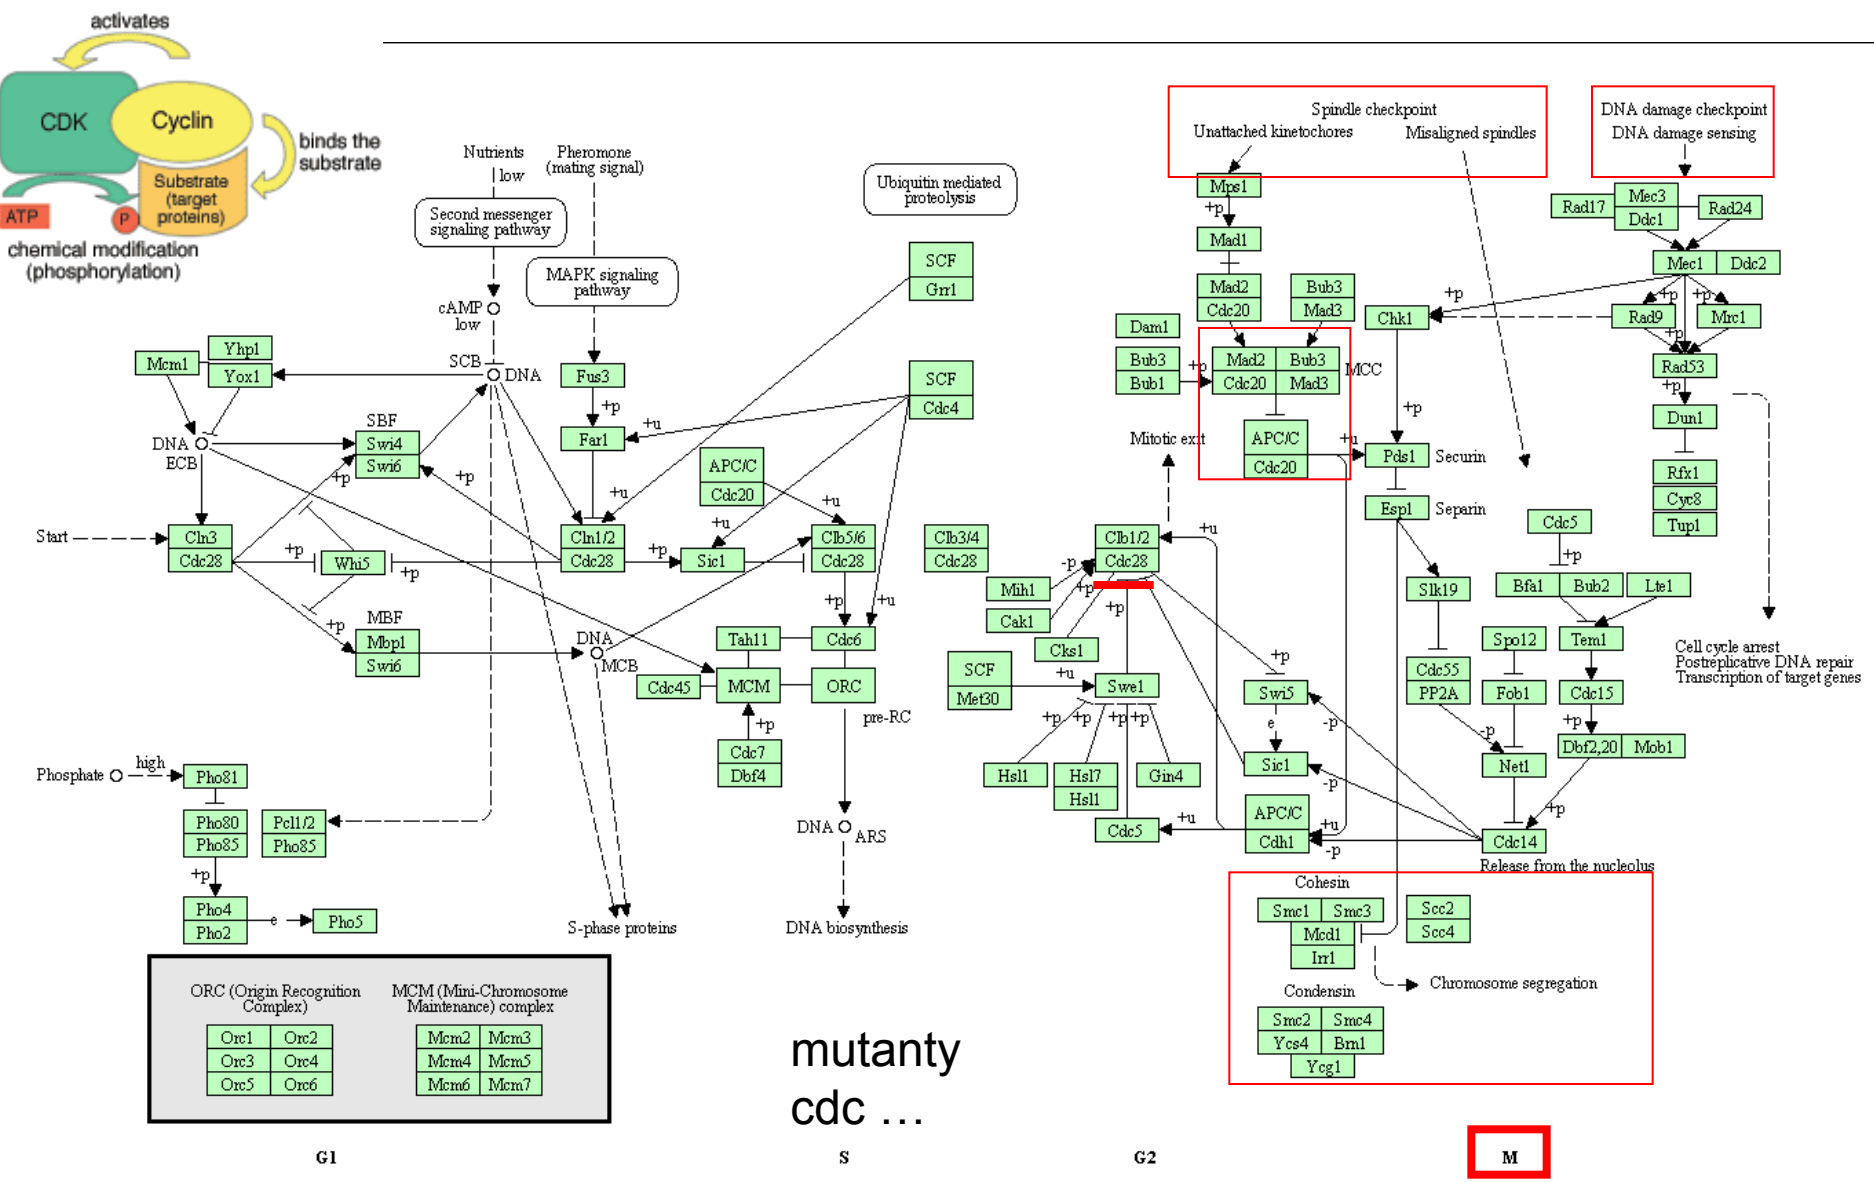 activates
CDK
Cyclin
binds the
substrate
Substrate
(target
proteins)
ATP
P
chemical modification
(phosphorylation)
Nutrients
low
Pheromone
(mating signal)
Second messenger
signaling pathway
MAPK signaling
pathway
cAMP
low
SCB
DNA
Ubiquitin mediated
proteolysis
SCF
Grr1
SCF
Cdc4
Mcm1
Yhp1
Yox1
Fus3
+p
Far1
+u
DNA
ECB
SBF
Swi4
Swi6
+p
+p
+u
APC/C
Cdc20
+u
+u
Start
Cln3
Cdc28
+p
Whi5
+p
Cln1/2
Cdc28
+p
Sic1
Clb5/6
Cdc28
Clb3/4
Cdc28
+p
MBF
Mbp1
Swi6
DNA
MCB
+p
+u
Tah11
Cdc6
Cdc45
MCM
ORC
pre-RC
+p
Cdc7
Dbf4
Phosphate
high
Pho81
Pho80
Pho85
Pcl1/2
Pho85
+p
Pho4
Pho2
e
Pho5
S-phase proteins
DNA
ARS
DNA biosynthesis
Spindle checkpoint
Unattached kinetochores
Misaligned spindles
DNA damage checkpoint
DNA damage sensing
Mps1
+p
Mad1
Mad2
Cdc20
Bub3
Mad3
Dam1
Bub3
Bub1
+p
Mad2
Bub3
Cdc20
Mad3
MCC
Mitotic exit
APC/C
Cdc20
+u
Rad17
Mec3
Ddc1
Rad24
Mec1
Ddc2
+p
Chk1
+p
+p
Rad9
Mrc1
+p
+p
Rad53
+p
Dun1
+p
Pds1
Securin
Rfx1
Cyc8
Tup1
Esp1
Separin
Clb1/2
Cdc28
+u
-p
Mih1
+p
Cak1
+p
Cks1
SCF
Met30
+u
Swe1
+p
+p
+p
+p
Hsl1
Hsl7
Hsl1
Gin4
Cdc5
+u
+p
Swi5
e
-p
Sic1
-p
APC/C
Cdh1
+u
-p
Cdc5
+p
Bfa1
Bub2
Lte1
Slk19
Spo12
Tem1
Cdc55
PP2A
Fob1
Cdc15
-p
+p
Dbf2,20
Mob1
Net1
+p
Cdc14
Release from the nucleolus
Cell cycle arrest
Postreplicative DNA repair
Transcription of target genes
Cohesin
Smc1
Smc3
Mcd1
Irr1
Scc2
Scc4
Chromosome segregation
Condensin
Smc2
Smc4
Ycs4
Brn1
Ycg1
ORC (Origin Recognition
Complex)
MCM (Mini-Chromosome
Maintenance) complex
Orc1
Orc2
Orc3
Orc4
Orc5
Orc6
Mcm2
Mcm3
Mcm4
Mcm5
Mcm6
Mcm7
mutanty
cdc …
G1
S
G2
M